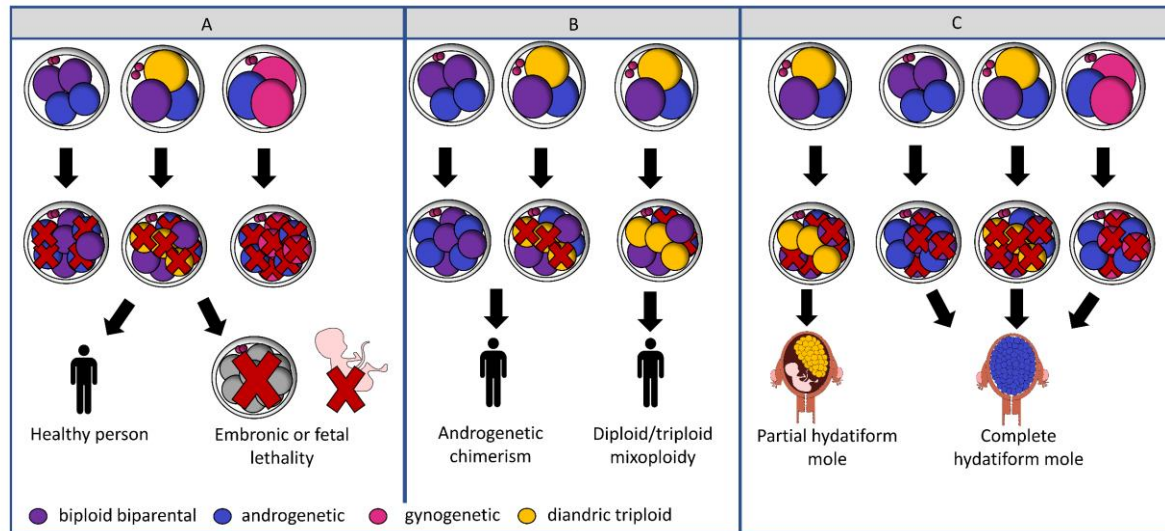 A
B
C
Healthy person
Embronic or fetal
lethality
Androgenetic
chimerism
Diploid/triploid
mixoploidy
Partial hydatiform
mole
Complete
hydatiform mole
biploid biparental
androgenetic
gynogenetic
diandric triploid